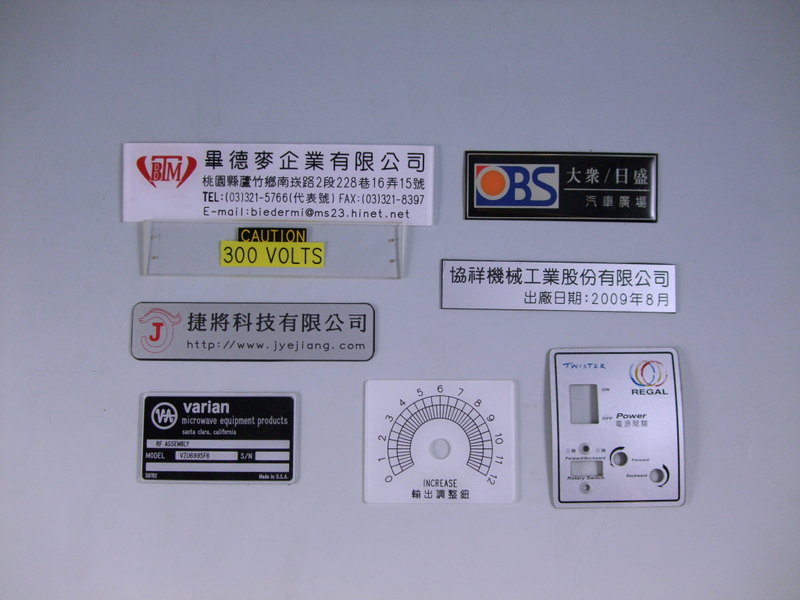 BTM
畢德麥企業有限公司
桃園縣蘆竹鄉南崁路2段228巷16弄15號
TEL:(03)321-5766(代表號) FAX:(03)321-8397
E-mail:biedermi@ms23.hinet.net
OBS
大衆/日盛
汽車廣場
CAUTION
300 VOLTS
協祥機械工業股份有限公司
出廠日期:2009年8月
J
捷將科技有限公司
http://www.jyejiang.com
varian
microwave equipment products
santa clara, california
RF ASSEMBLY
MODEL VZU6995F6 S/N
Made in U.S.A.
0 1 2 3 4 5 6 7 8 9 10 11 12
INCREASE
輸出調整鈕
TWISTER
REGAL
ON
OFF
Power
電源開關
Forward Backward
Forward
Rotary Switch
Backward